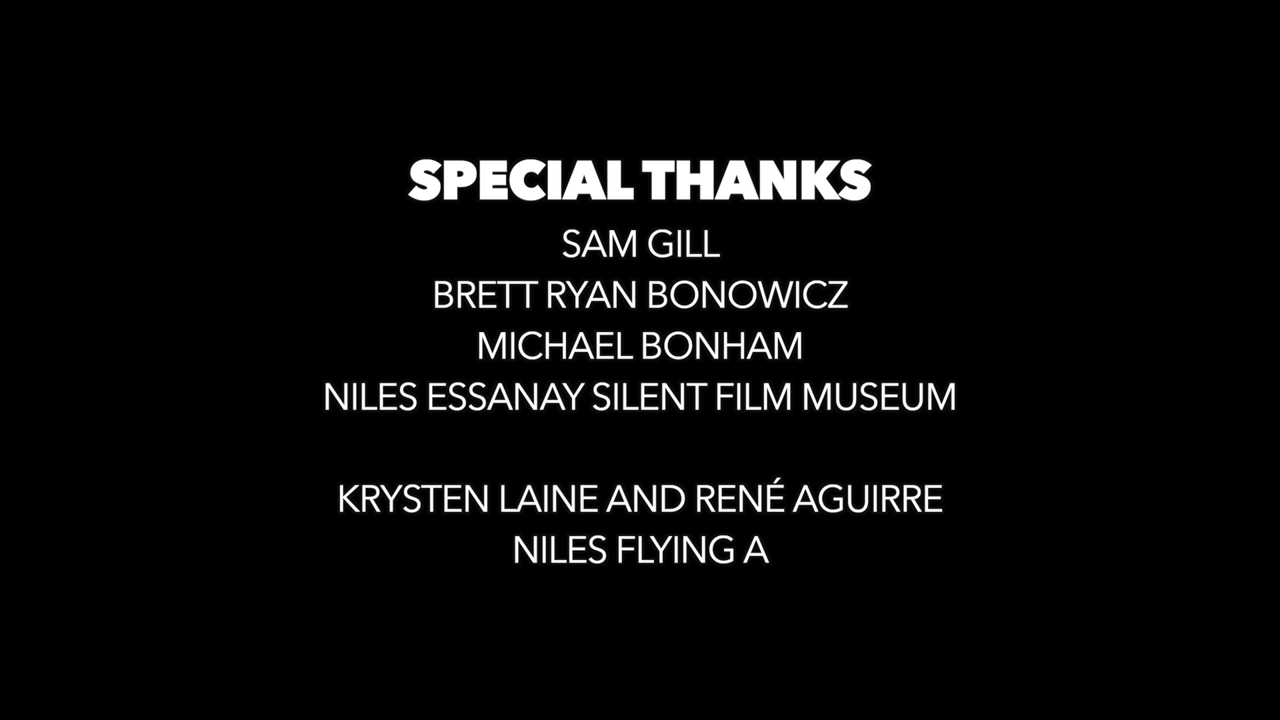 SPECIAL THANKS
SAM GILL
BRETT RYAN BONOWICZ
MICHAEL BONHAM
NILES ESSANAY SILENT FILM MUSEUM
KRYSTEN LAINE AND RENÉ AGUIRRE
NILES FLYING A